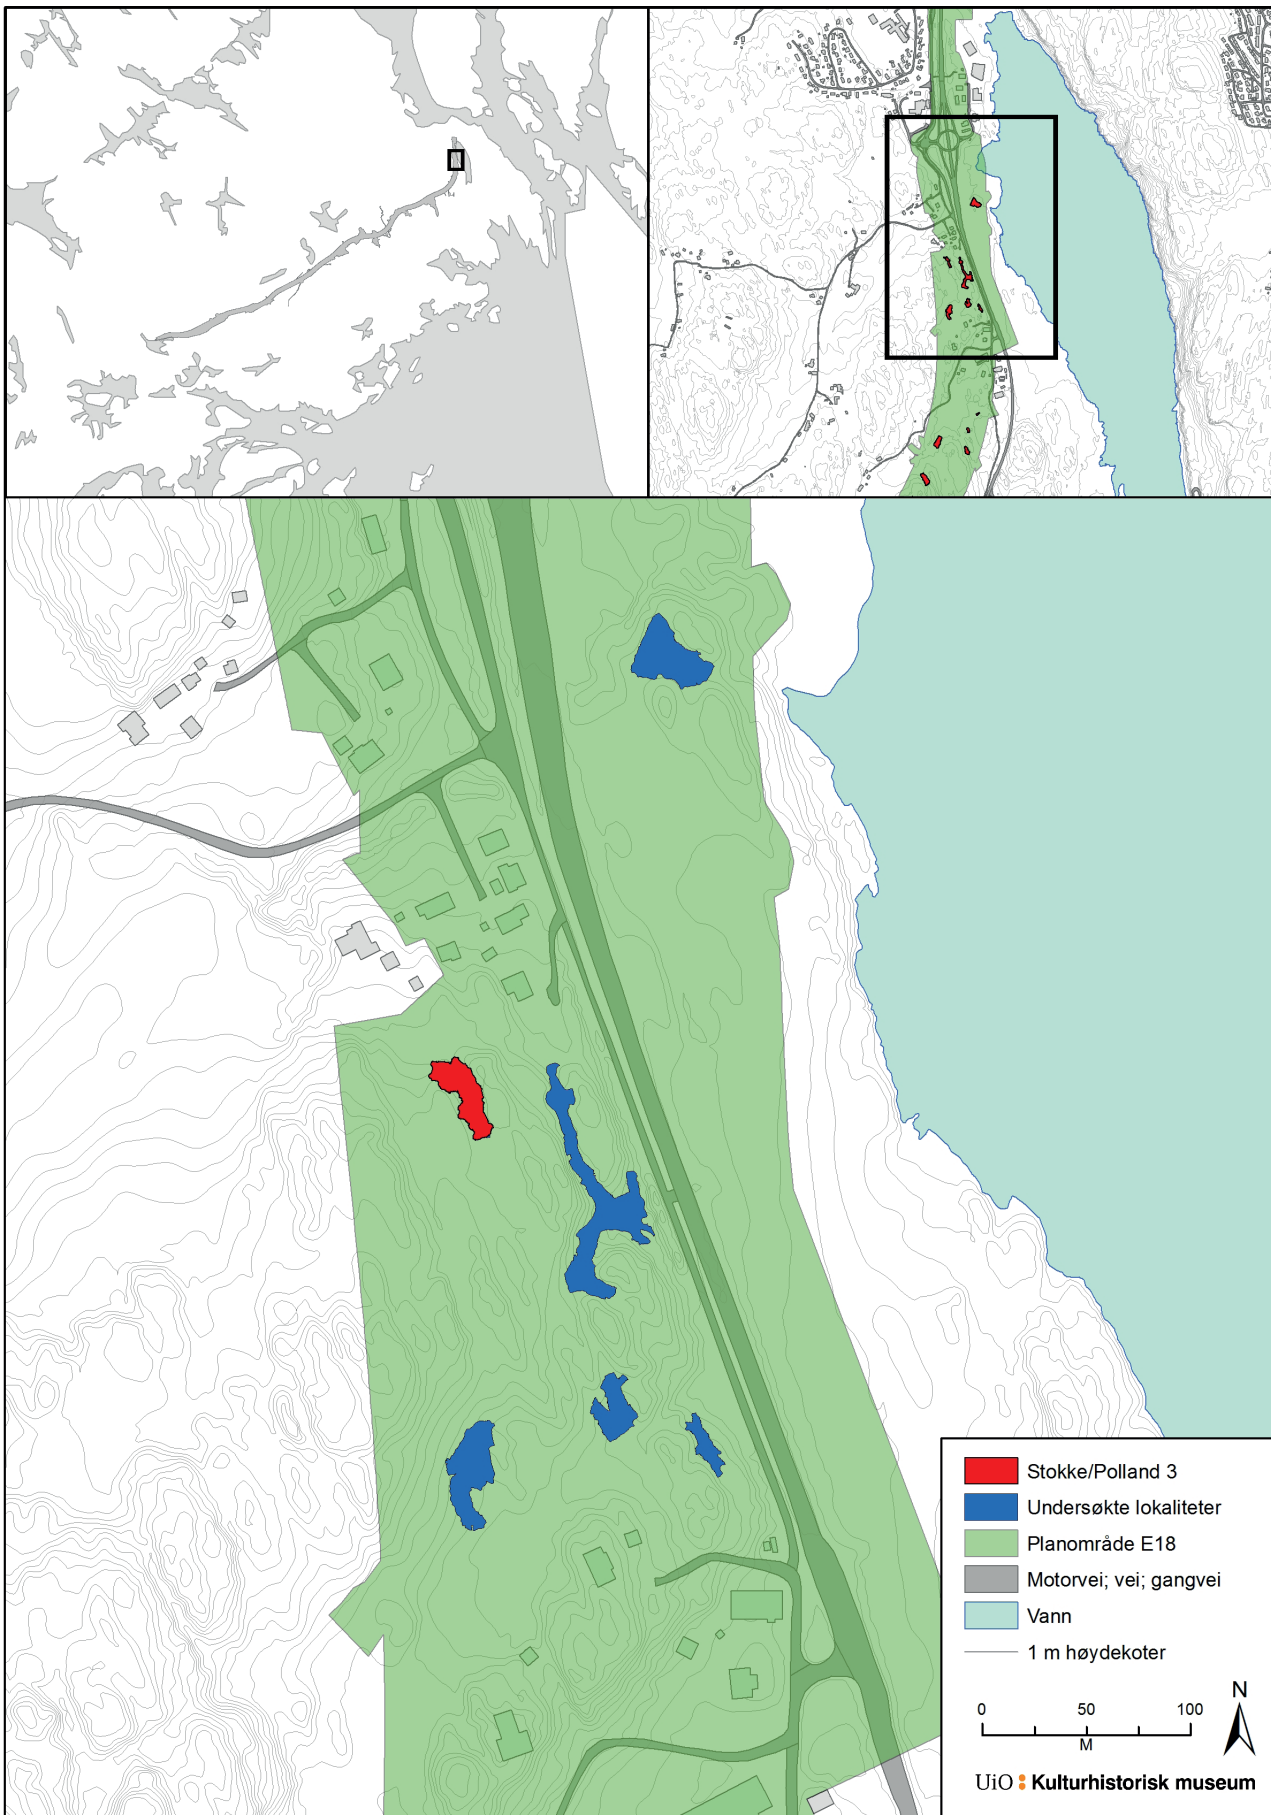 Stokke/Polland 3
Undersøkte lokaliteter
Planområde E18
Motorvei; vei; gangvei
Vann
1 m høydekoter
0 50 100
M
N
UiO Kulturhistorisk museum